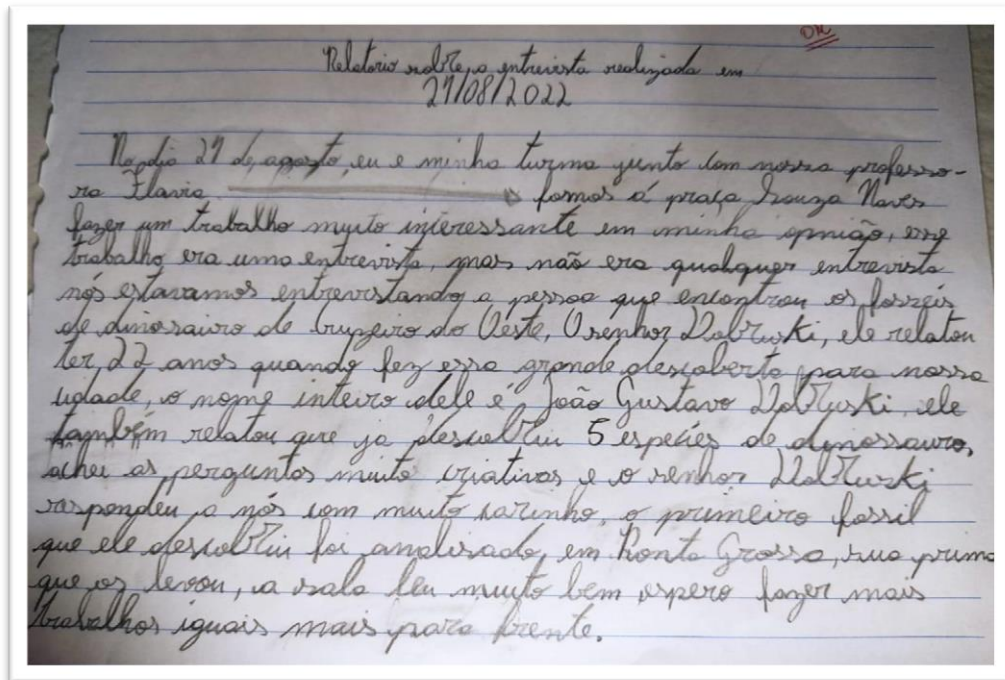 OK
Relatorio sobre a entrevista realizada em
29/08/2022
No dia 29 de agosto, eu e minha turma junto com nossa professo-
ra Flavia fomos á praça Souza Naves
fazer um trabalho muito interessante em minha opnião, esse
trabalho era uma entrevista, mas não era qualquer entrevista
nós estavamos entrevistando a pessoa que encontrou os fosséis
de dinosairo de Cruzeiro do Oeste, O senhor Dobruski, ele relatou
ter 22 anos quando fez essa grande descoberta para nossa
cidade, o nome inteiro dele é João Gustavo Dobruski, ele
também relatou que ja descobriu 5 espécies de dinossauro,
achei as perguntas muito criativas e o senhor Dobruski
respondeu a nós com muito carinho, o primeiro fossil
que ele descobriu foi analisado em Ponta Grossa, sua prima
que os levou, a sala leu muito bem espero fazer mais
trabalhos iguais mais para frente.